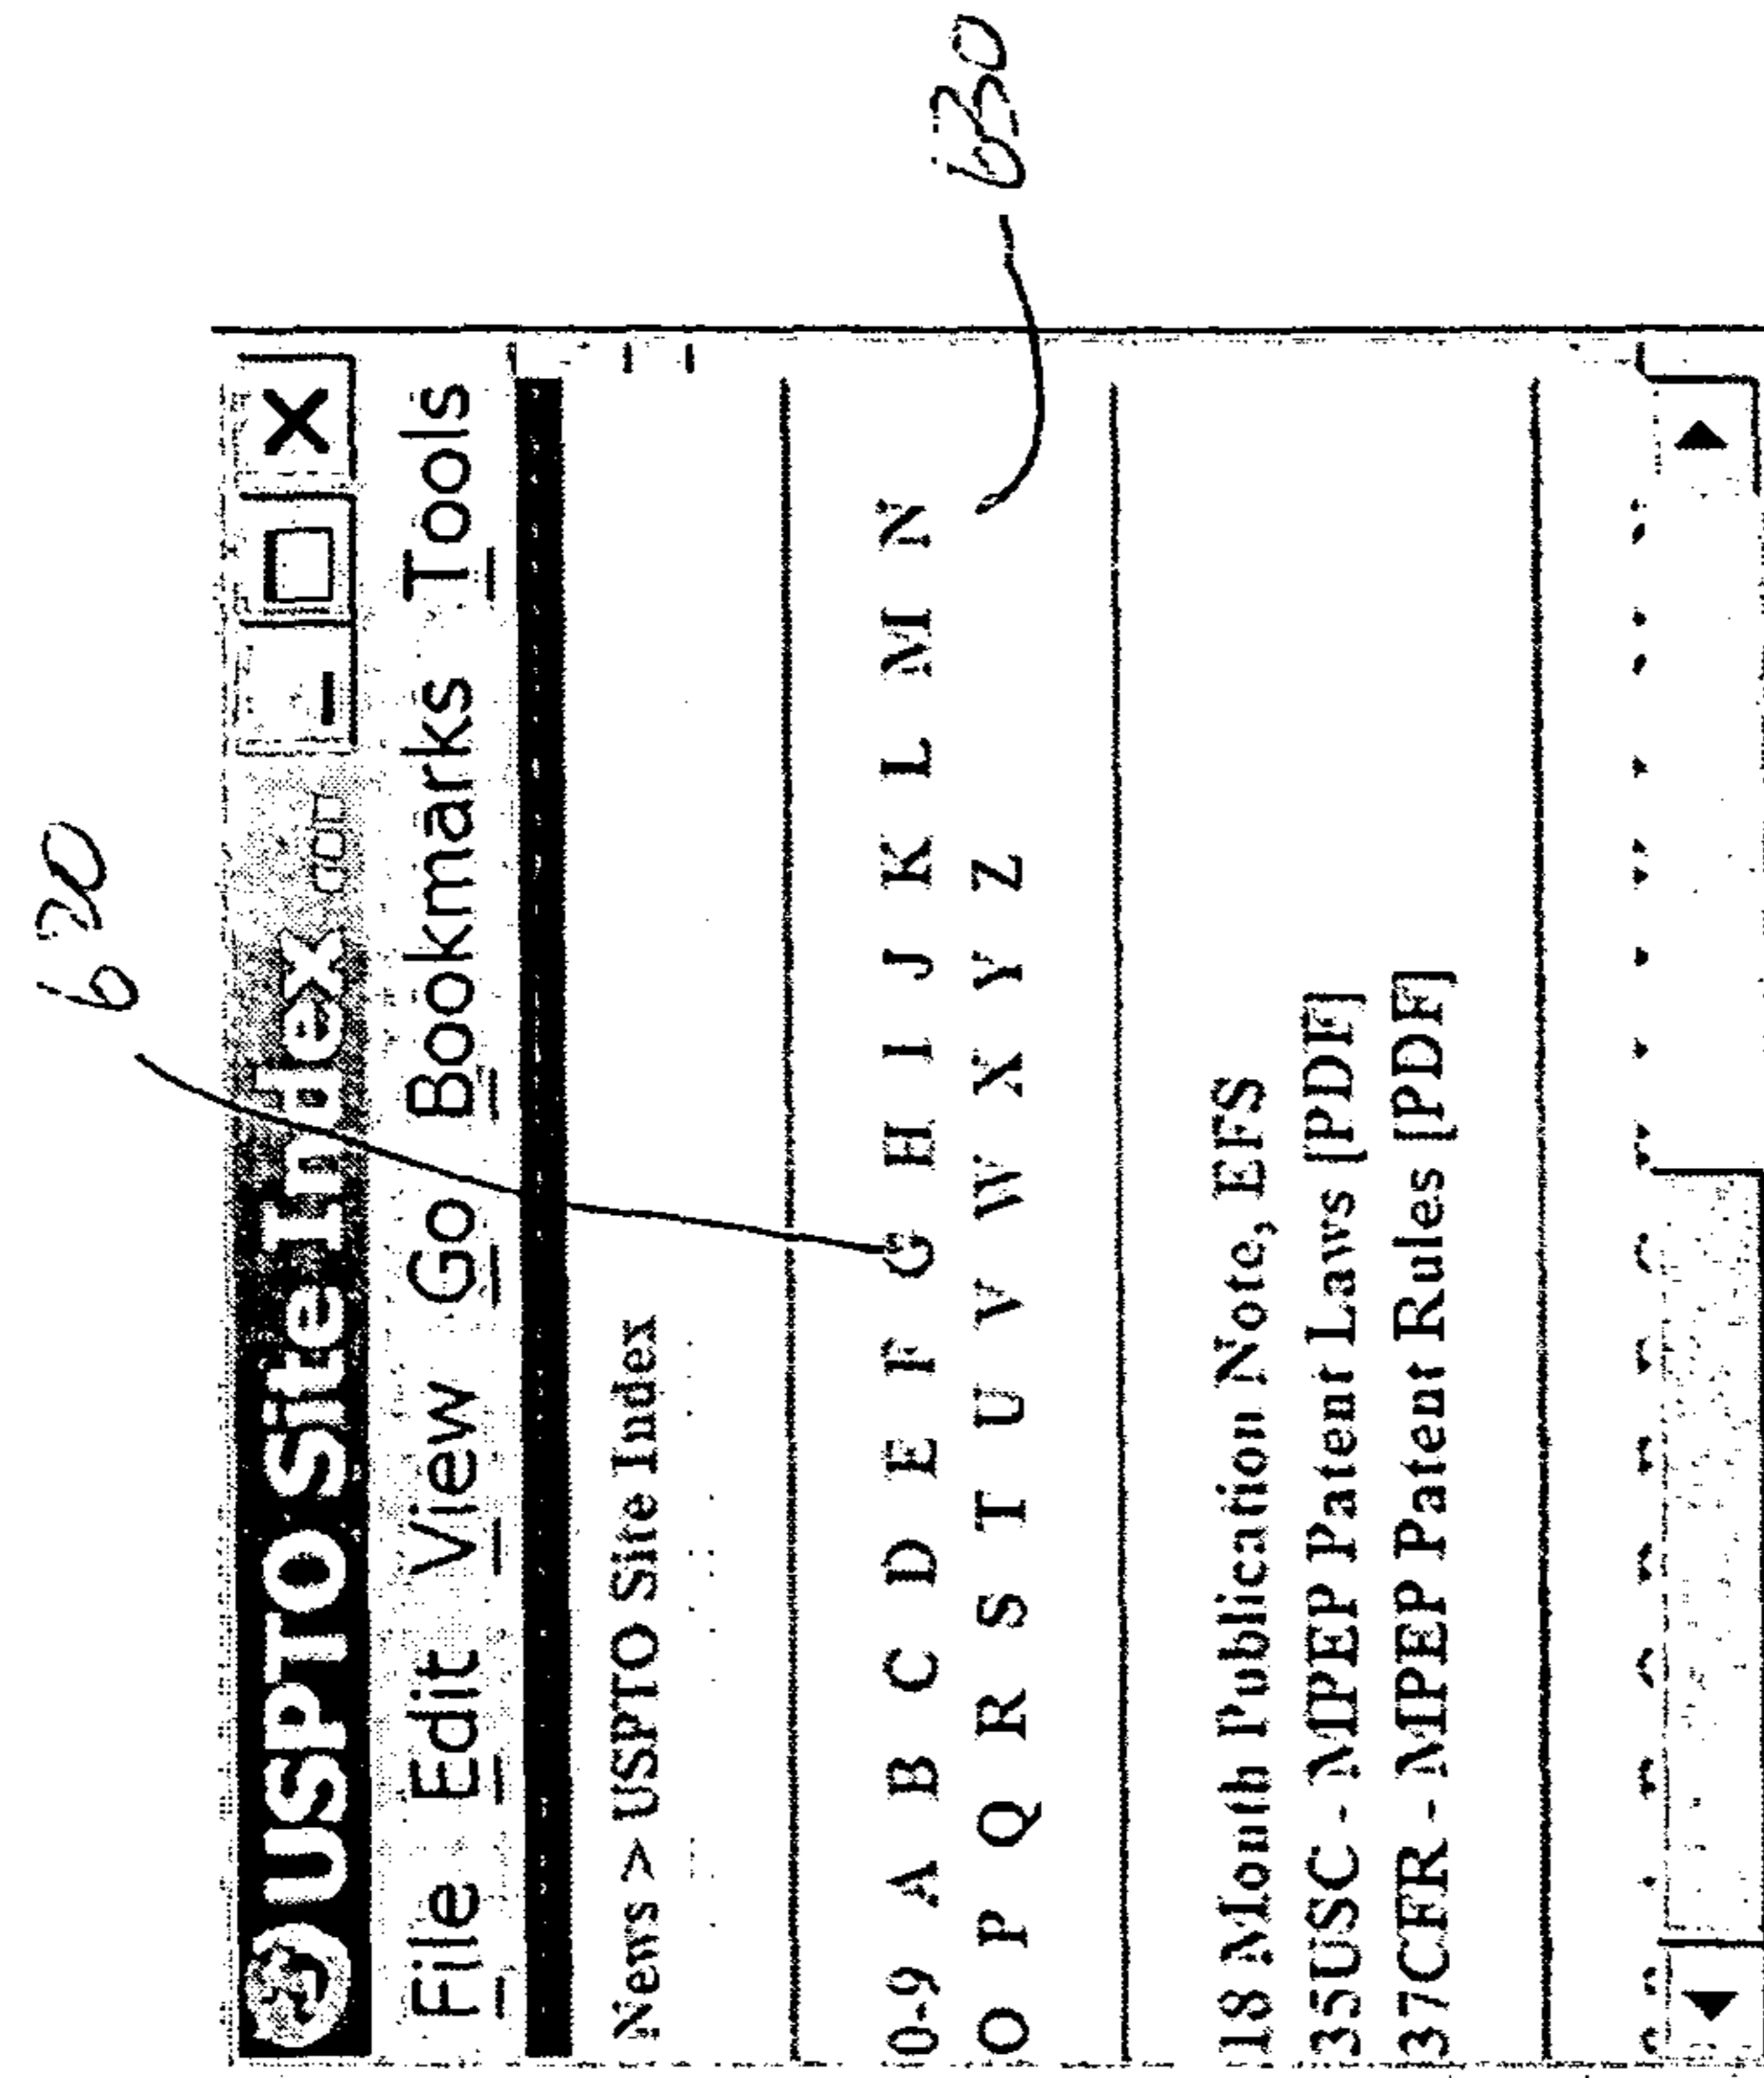 620
USPTO Site Index
File Edit View Go Bookmarks Tools
News > USPTO Site Index
0-9 A B C D E F G H I J K L M N
O P Q R S T U V W X Y Z
630
18 Month Publication Note, EFS
35USC - MPEP Patent Laws [PDF]
37CFR - MPEP Patent Rules [PDF]